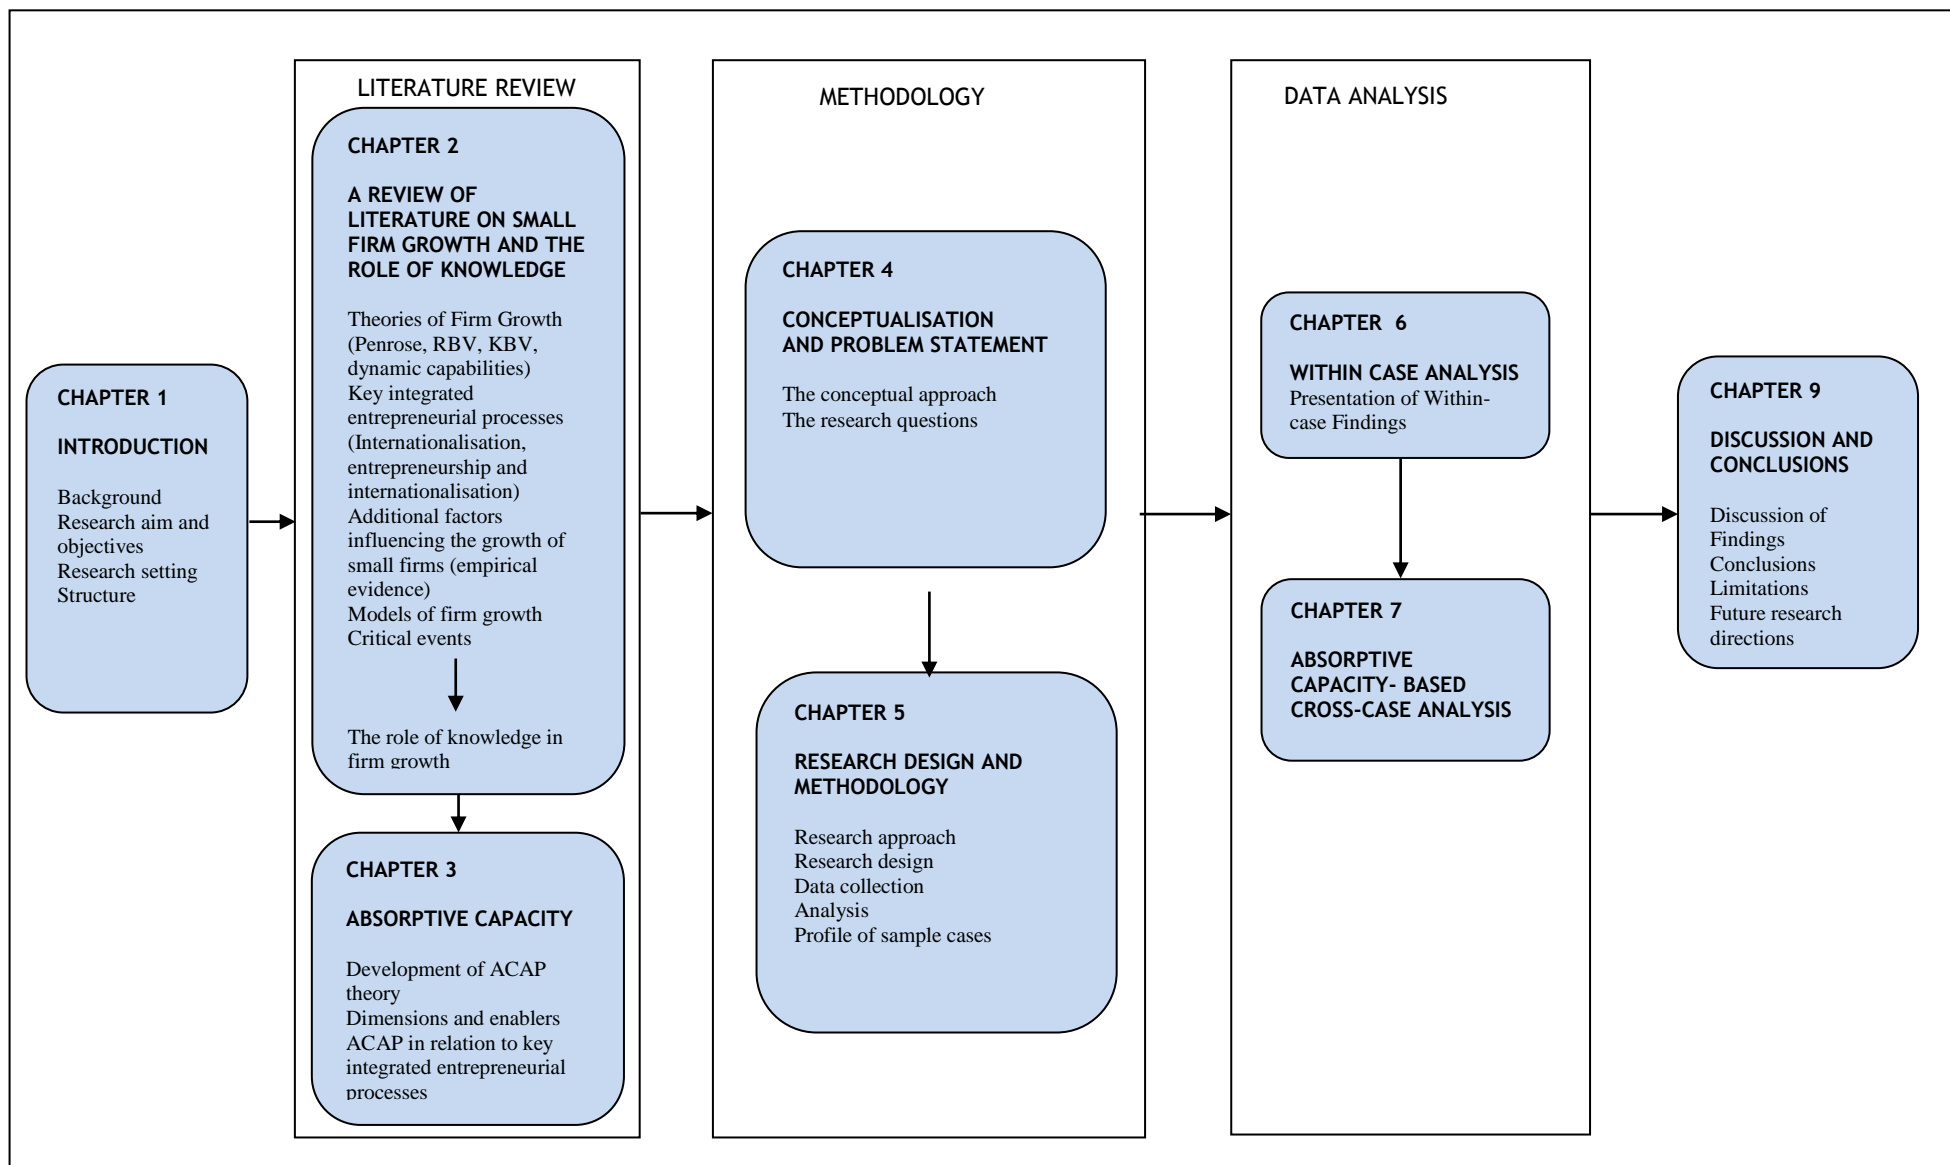 CHAPTER 1
INTRODUCTION
Background
Research aim and
objectives
Research setting
Structure
LITERATURE REVIEW
CHAPTER 2
A REVIEW OF
LITERATURE ON SMALL
FIRM GROWTH AND THE
ROLE OF KNOWLEDGE
Theories of Firm Growth
(Penrose, RBV, KBV,
dynamic capabilities)
Key integrated
entrepreneurial processes
(Internationalisation,
entrepreneurship and
internationalisation)
Additional factors
influencing the growth of
small firms (empirical
evidence)
Models of firm growth
Critical events
The role of knowledge in
firm growth
CHAPTER 3
ABSORPTIVE CAPACITY
Development of ACAP
theory
Dimensions and enablers
ACAP in relation to key
integrated entrepreneurial
processes
METHODOLOGY
CHAPTER 4
CONCEPTUALISATION
AND PROBLEM STATEMENT
The conceptual approach
The research questions
CHAPTER 5
RESEARCH DESIGN AND
METHODOLOGY
Research approach
Research design
Data collection
Analysis
Profile of sample cases
DATA ANALYSIS
CHAPTER  6
WITHIN CASE ANALYSIS
Presentation of Within-
case Findings
CHAPTER 7
ABSORPTIVE
CAPACITY- BASED
CROSS-CASE ANALYSIS
CHAPTER 9
DISCUSSION AND
CONCLUSIONS
Discussion of
Findings
Conclusions
Limitations
Future research
directions